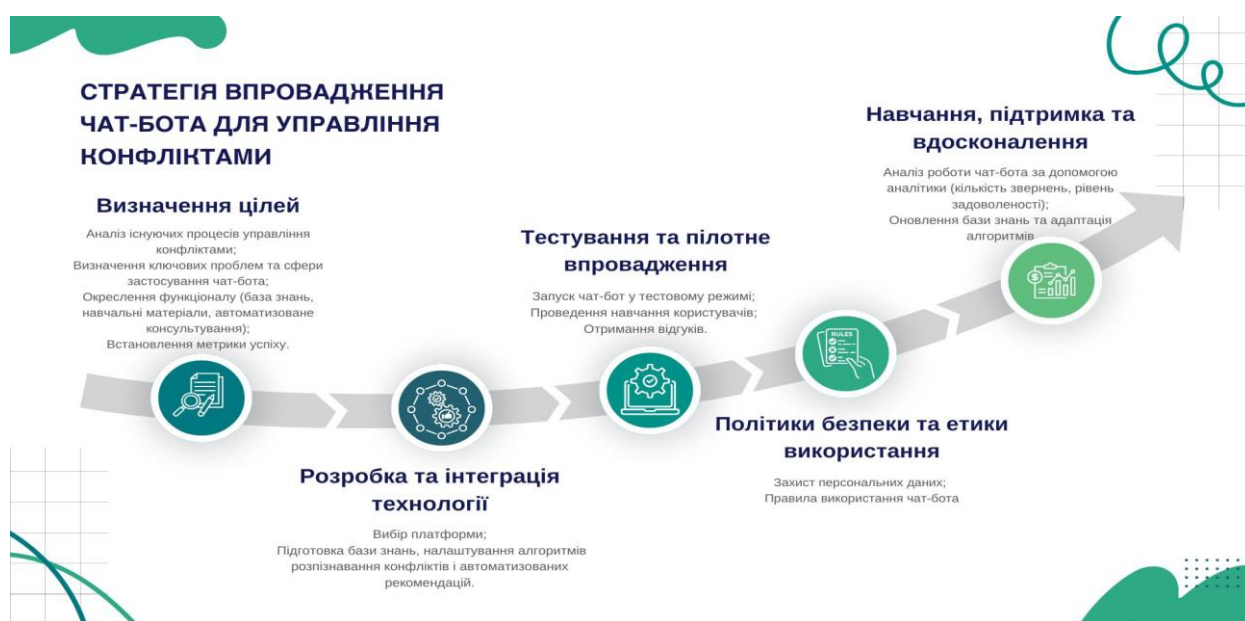 СТРАТЕГІЯ ВПРОВАДЖЕННЯ
ЧАТ-БОТА ДЛЯ УПРАВЛІННЯ
КОНФЛІКТАМИ
Визначення цілей
Аналіз існуючих процесів управління
конфліктами;
Визначення ключових проблем та сфери
застосування чат-бота;
Окреслення функціоналу (база знань,
навчальні матеріали, автоматизоване
консультування);
Встановлення метрики успіху.
Розробка та інтеграція
технології
Вибір платформи;
Підготовка бази знань, налаштування алгоритмів
розпізнавання конфліктів і автоматизованих
рекомендацій.
Тестування та пілотне
впровадження
Запуск чат-бот у тестовому режимі;
Проведення навчання користувачів;
Отримання відгуків.
RULES
Політики безпеки та етики
використання
Захист персональних даних;
Правила використання чат-бота
Навчання, підтримка та
вдосконалення
Аналіз роботи чат-бота за допомогою
аналітики (кількість звернень, рівень
задоволеності);
Оновлення бази знань та адаптація
алгоритмів
$